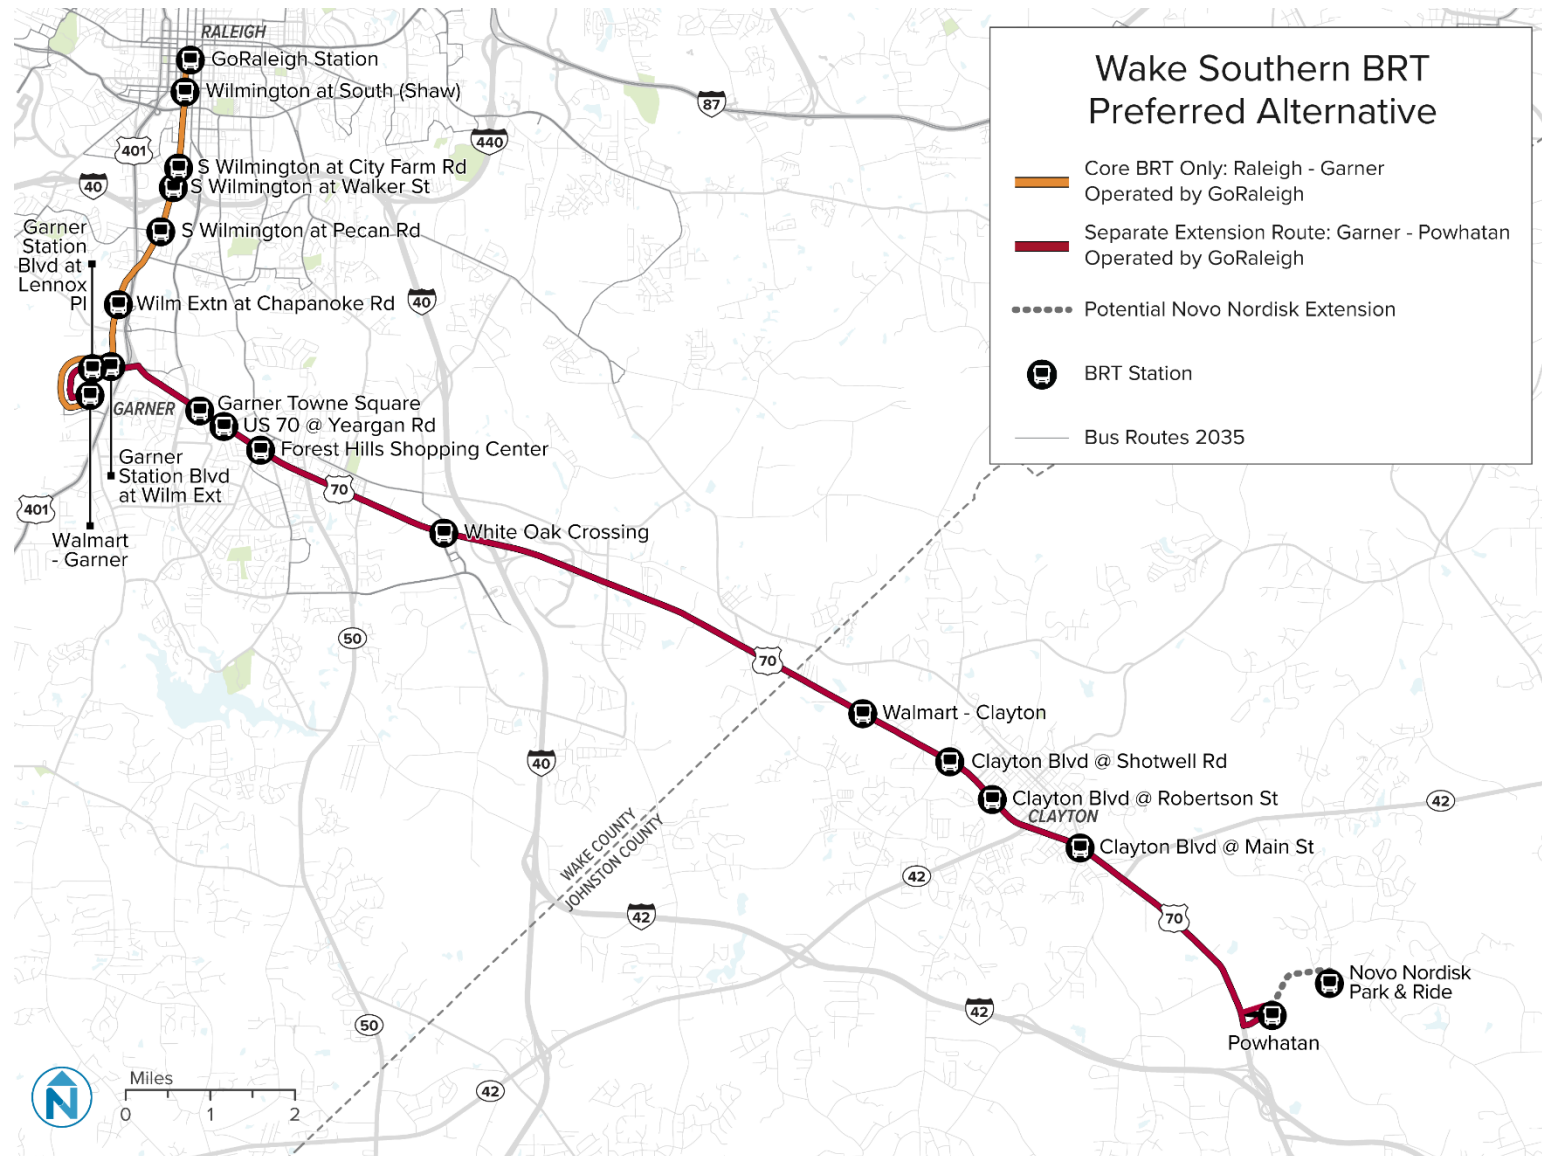 RALEIGH
GoRaleigh Station
Wilmington at South (Shaw)
87
440
401
S Wilmington at City Farm Rd
40
S Wilmington at Walker St
Garner
Station
Blvd at
Lennox
Pl
S Wilmington at Pecan Rd
40
Wilm Extn at Chapanoke Rd
GARNER
Garner Towne Square
US 70 @ Yeargan Rd
Forest Hills Shopping Center
Garner
Station Blvd
at Wilm Ext
70
401
Walmart
- Garner
White Oak Crossing
50
70
Walmart - Clayton
40
Clayton Blvd @ Shotwell Rd
Clayton Blvd @ Robertson St
42
CLAYTON
WAKE COUNTY
JOHNSTON COUNTY
Clayton Blvd @ Main St
42
42
70
Novo Nordisk
Park & Ride
42
50
Powhatan
42
Wake Southern BRT
Preferred Alternative
Core BRT Only: Raleigh - Garner
Operated by GoRaleigh
Separate Extension Route: Garner - Powhatan
Operated by GoRaleigh
Potential Novo Nordisk Extension
BRT Station
Bus Routes 2035
N
Miles
0 1 2